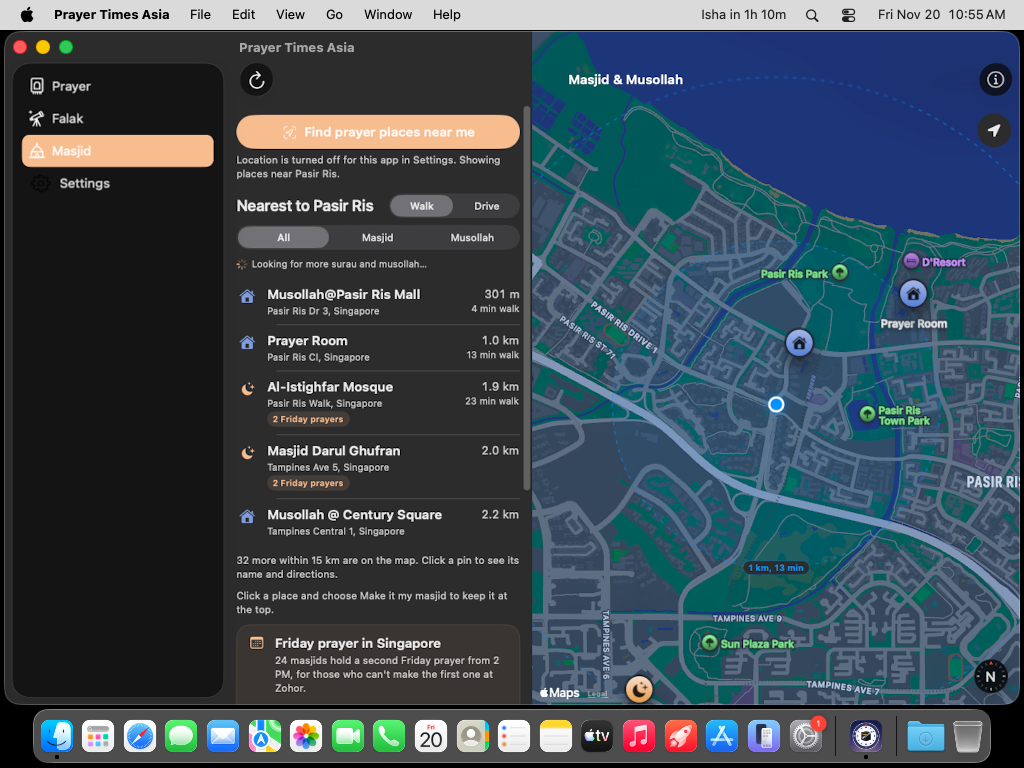 Prayer Times Asia File Edit View Go Window Help Isha in 1h 10m Fri Nov 20 10:55 AM
Prayer
Falak
Masjid
Settings
Prayer Times Asia
Find prayer places near me
Location is turned off for this app in Settings. Showing
places near Pasir Ris.
Nearest to Pasir Ris Walk Drive
All Masjid Musollah
Looking for more surau and musollah...
Musollah@Pasir Ris Mall 301 m
Pasir Ris Dr 3, Singapore 4 min walk
Prayer Room 1.0 km
Pasir Ris Cl, Singapore 13 min walk
Al-Istighfar Mosque 1.9 km
Pasir Ris Walk, Singapore 23 min walk
2 Friday prayers
Masjid Darul Ghufran 2.0 km
Tampines Ave 5, Singapore
2 Friday prayers
Musollah @ Century Square 2.2 km
Tampines Central 1, Singapore
32 more within 15 km are on the map. Click a pin to see its
name and directions.
Click a place and choose Make it my masjid to keep it at
the top.
Friday prayer in Singapore
24 masjids hold a second Friday prayer from 2
PM, for those who can't make the first one at
Zohor.
Masjid & Musollah
D'Resort
Pasir Ris Park
Prayer Room
PASIR RIS DRIVE 1
PASIR RIS ST 71
Pasir Ris
Town Park
PASIR RIS
1 km, 13 min
TAMPINES AVE 9
TAMPINES AVE 6
Sun Plaza Park
TAMPINES AVE 7
Maps Legal
N
Fri
20
tv
1